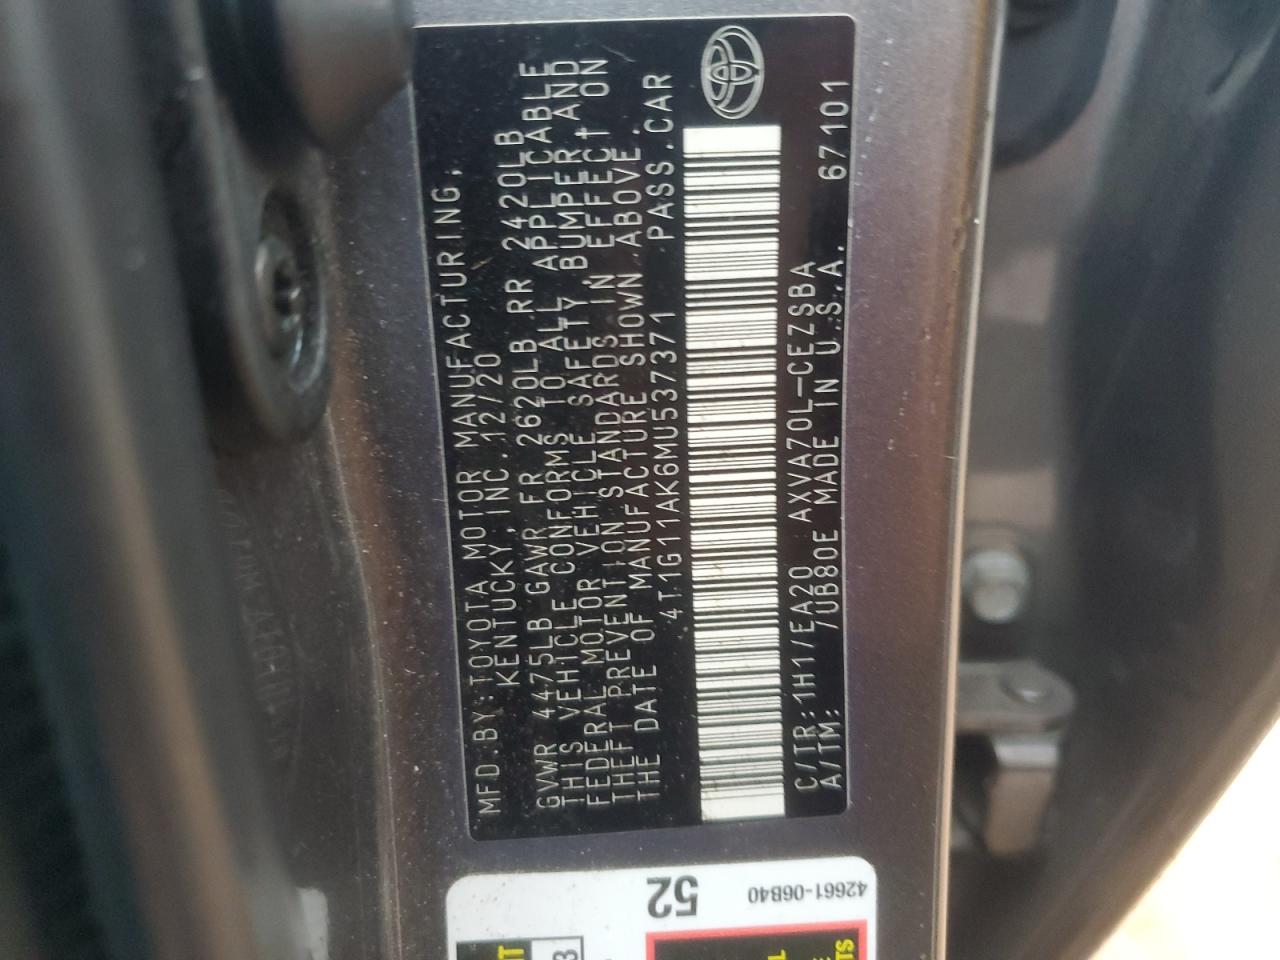 MFD.BY:TOYOTA MOTOR MANUFACTURING,
KENTUCKY,INC.12/20
GVWR 4475LB GAWR FR 2620LB RR 2420LB
THIS VEHICLE CONFORMS TO ALL APPLICABLE
FEDERAL MOTOR VEHICLE SAFETY,BUMPER,AND
THEFT PREVENTION STANDARDS IN EFFECT ON
THE DATE OF MANUFACTURE SHOWN ABOVE.
4T1G11AK6MU537371 PASS.CAR
C/TR:1H1/EA20 AXVA70L-CEZSBA
A/TM: /UB80E MADE IN U.S.A. 67101
52
42661-06B40